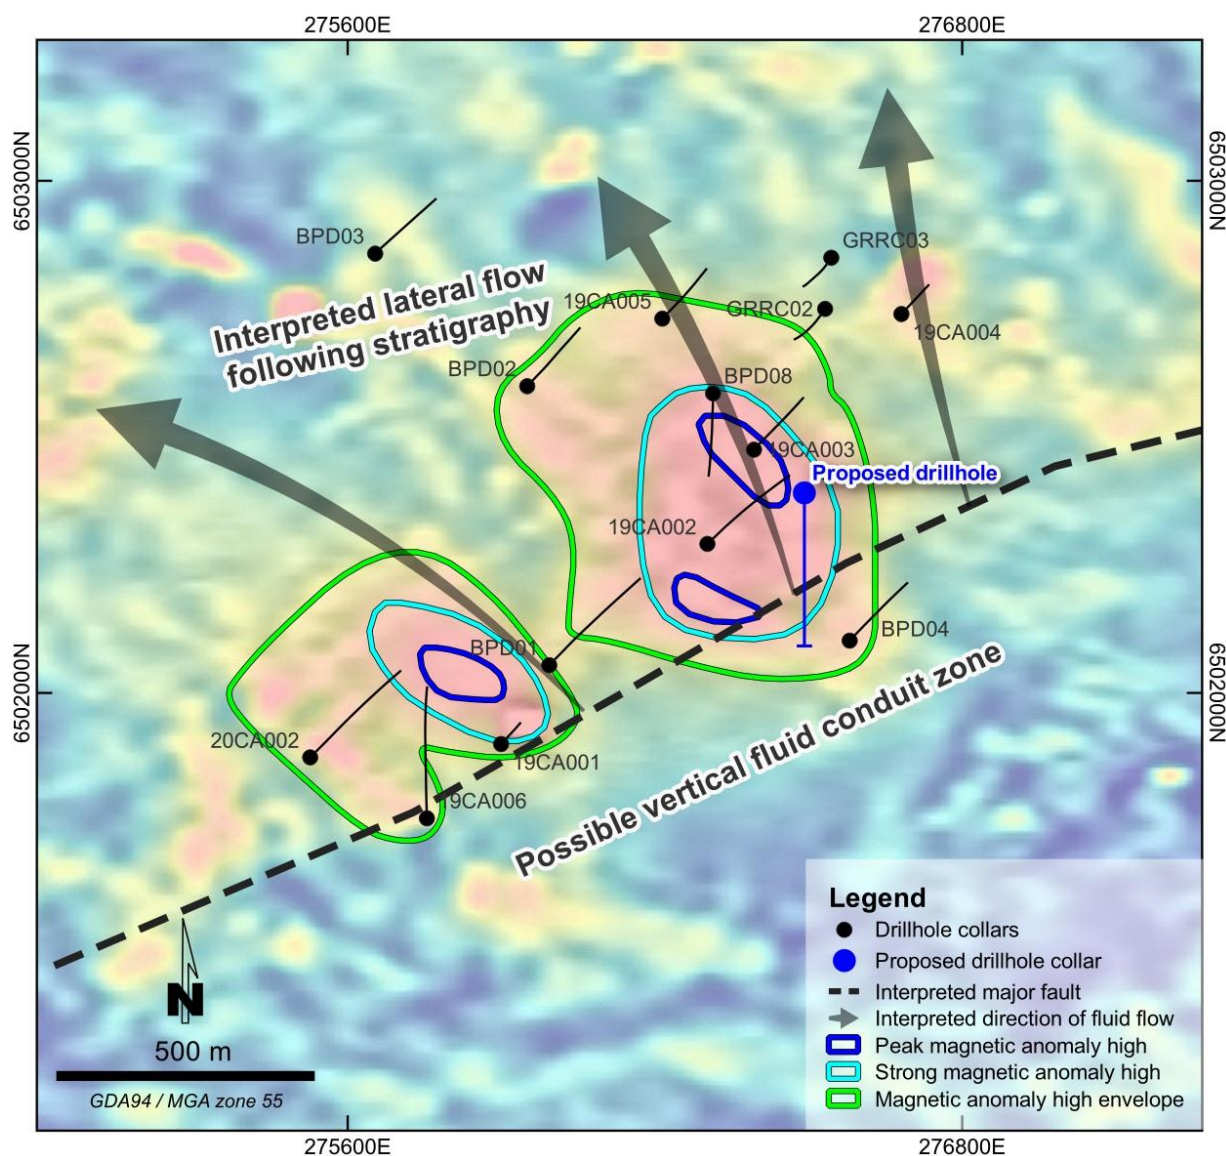 275600E
276800E
6503000N
6503000N
BPD03
GRRC03
Interpreted lateral flow
following stratigraphy
19CA005
GRRC02
19CA004
BPD02
BPD08
19CA003
Proposed drillhole
19CA002
BPD01
BPD04
6502000N
6502000N
20CA002
19CA001
9CA006
Possible vertical fluid conduit zone
N
500 m
GDA94 / MGA zone 55
Legend
Drillhole collars
Proposed drillhole collar
Interpreted major fault
Interpreted direction of fluid flow
Peak magnetic anomaly high
Strong magnetic anomaly high
Magnetic anomaly high envelope
275600E
276800E